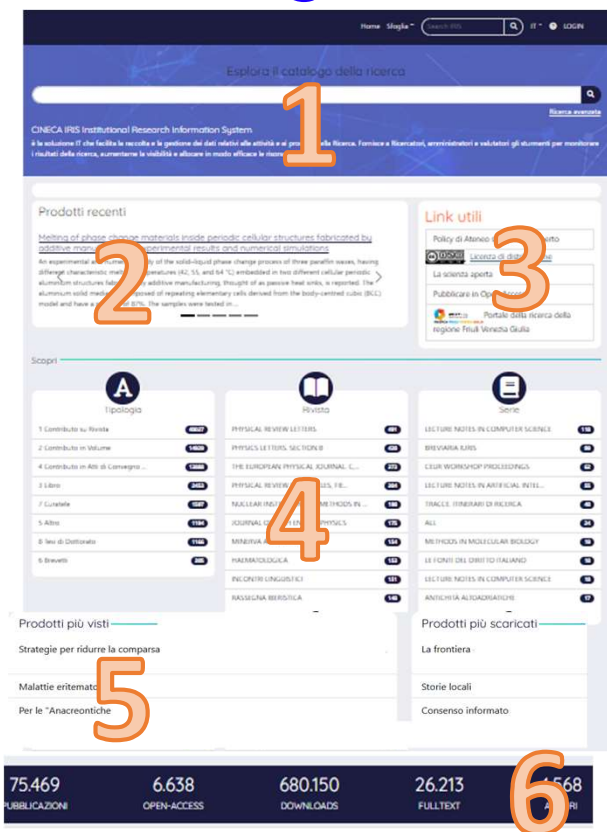 Home Sfoglia Search IRIS IT LOGIN
Esplora il catalogo della ricerca
1
Ricerca avanzata
CINECA IRIS Institutional Research Information System
è la soluzione IT che facilita la raccolta e la gestione dei dati relativi alle attività e ai della Ricerca. Fornisce a Ricercatori, amministratori e valutatori gli strumenti per monitorare
i risultati della ricerca, aumentarne la visibilità e allocare in modo efficace le
Prodotti recenti
Melting of phase change materials inside periodic cellular structures fabricated by
additive experimental results and numerical simulations
An experimental and study of the solid-liquid phase change process of three paraffin waxes, having
different characteristic temperatures (42, 55, and 64 °C) embedded in two different cellular periodic
aluminium structures by additive manufacturing, thought of as passive heat sinks, is reported. The
aluminium solid composed of repeating elementary cells derived from the body-centred cubic (BCC)
model and have a of 87%. The samples were tested in ...
2
Link utili
Policy di Ateneo
Licenza di
La scienza aperta
Pubblicare in Open
Portale della ricerca della
regione Friuli Venezia Giulia
3
Scopri
Tipologia
1 Contributo su Rivista
2 Contributo in Volume
4 Contributo in Atti di Convegno ...
3 Libro
7 Curatele
5 Altro
8 Tesi di Dottorato
6 Brevetti
Rivista
PHYSICAL REVIEW LETTERS
PHYSICS LETTERS. SECTION B
THE EUROPEAN PHYSICAL JOURNAL. C, ...
PHYSICAL REVIEW
NUCLEAR METHODS IN ...
JOURNAL PHYSICS
MINERVA
HAEMATOLOGICA
INCONTRI LINGUISTICI
RASSEGNA IBERISTICA
4
Serie
LECTURE NOTES IN COMPUTER SCIENCE
BREVIARIA IURIS
CEUR WORKSHOP PROCEEDINGS
LECTURE NOTES IN ARTIFICIAL INTEL...
TRACCE. ITINERARI DI RICERCA
ALL
METHODS IN MOLECULAR BIOLOGY
LE FONTI DEL DIRITTO ITALIANO
LECTURE NOTES IN COMPUTER SCIENCE
ANTICHITÀ ALTOADRIATICHE
Prodotti più visti
Strategie per ridurre la comparsa
Malattie
Per le "Anacreontiche
5
Prodotti più scaricati
La frontiera
Storie locali
Consenso informato
75.469 6.638 680.150 26.213 568
PUBBLICAZIONI OPEN-ACCESS DOWNLOADS FULLTEXT
6